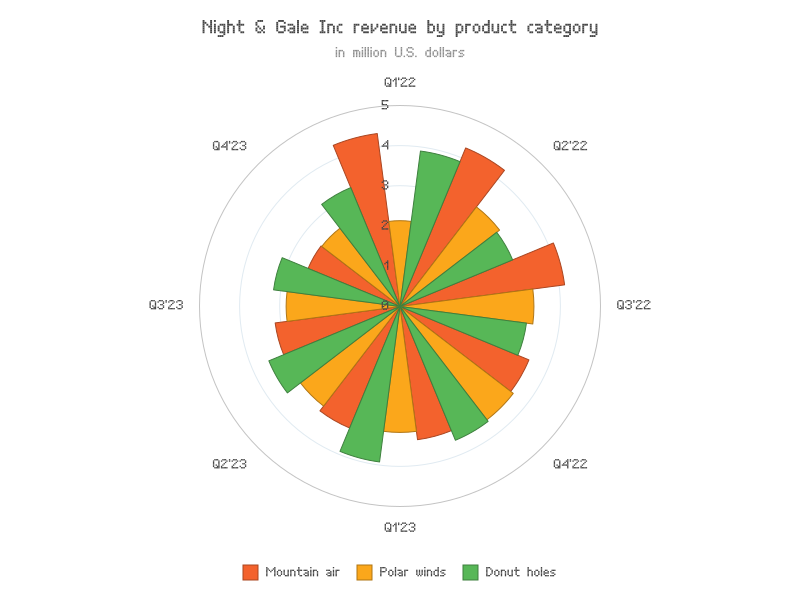 Night & Gale Inc revenue by product category
in million U.S. dollars
Q1'22
5
Q4'23
4
Q2'22
3
2
1
Q3'23
0
Q3'22
Q2'23
Q4'22
Q1'23
Mountain air
Polar winds
Donut holes